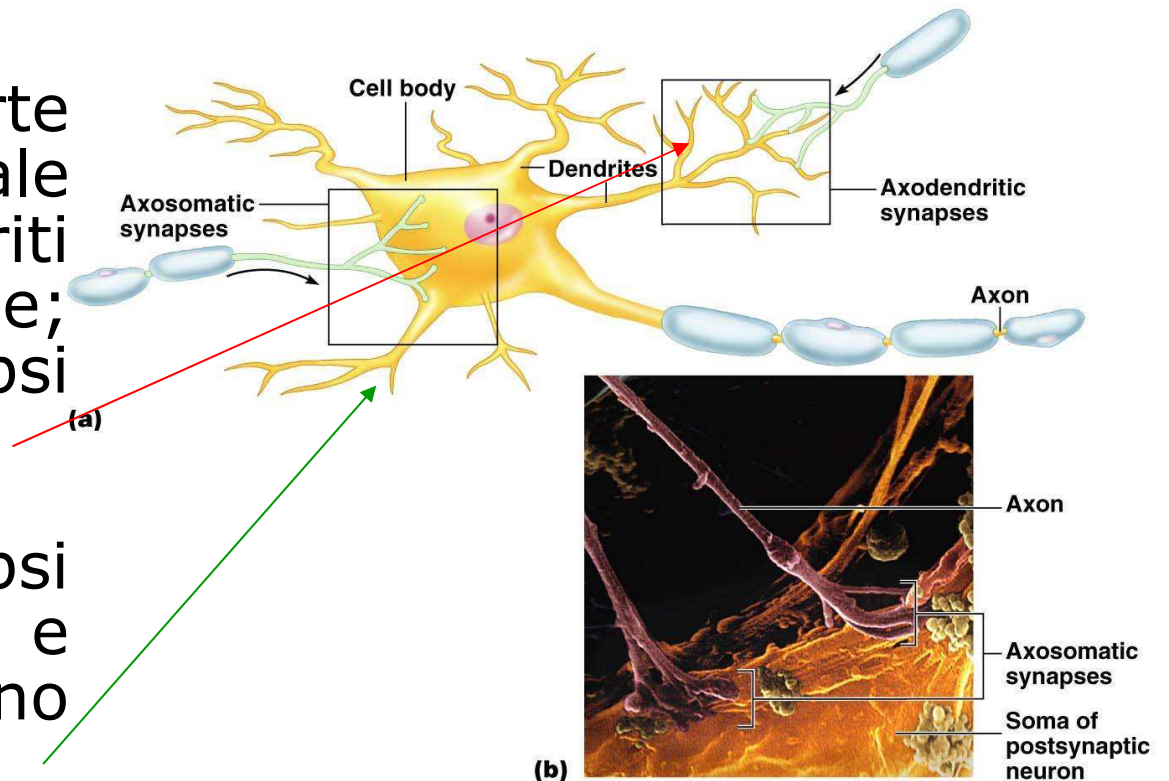 rte
ale
riti
e;
osi
osi
e
no
Cell body
Dendrites
Axosomatic
synapses
Axodendritic
synapses
Axon
(a)
Axon
Axosomatic
synapses
Soma of
postsynaptic
neuron
(b)